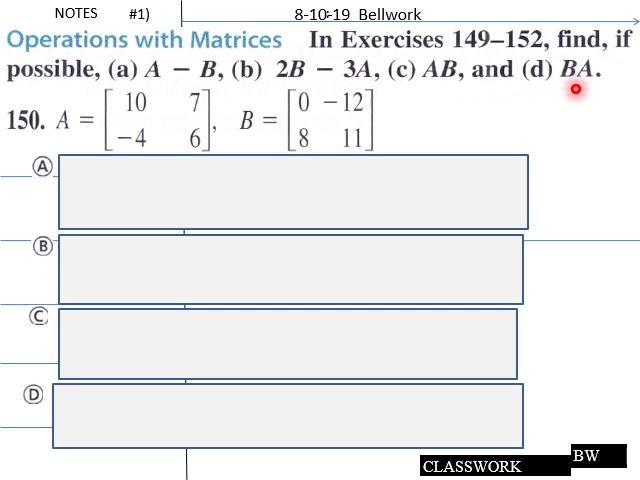 NOTES #1) 8-10-19 Bellwork
Operations with Matrices In Exercises 149–152, find, if
possible, (a) A − B, (b) 2B − 3A, (c) AB, and (d) BA.
150. A = [10 7; −4 6], B = [0 −12; 8 11]
A
B
C
D
BW
CLASSWORK